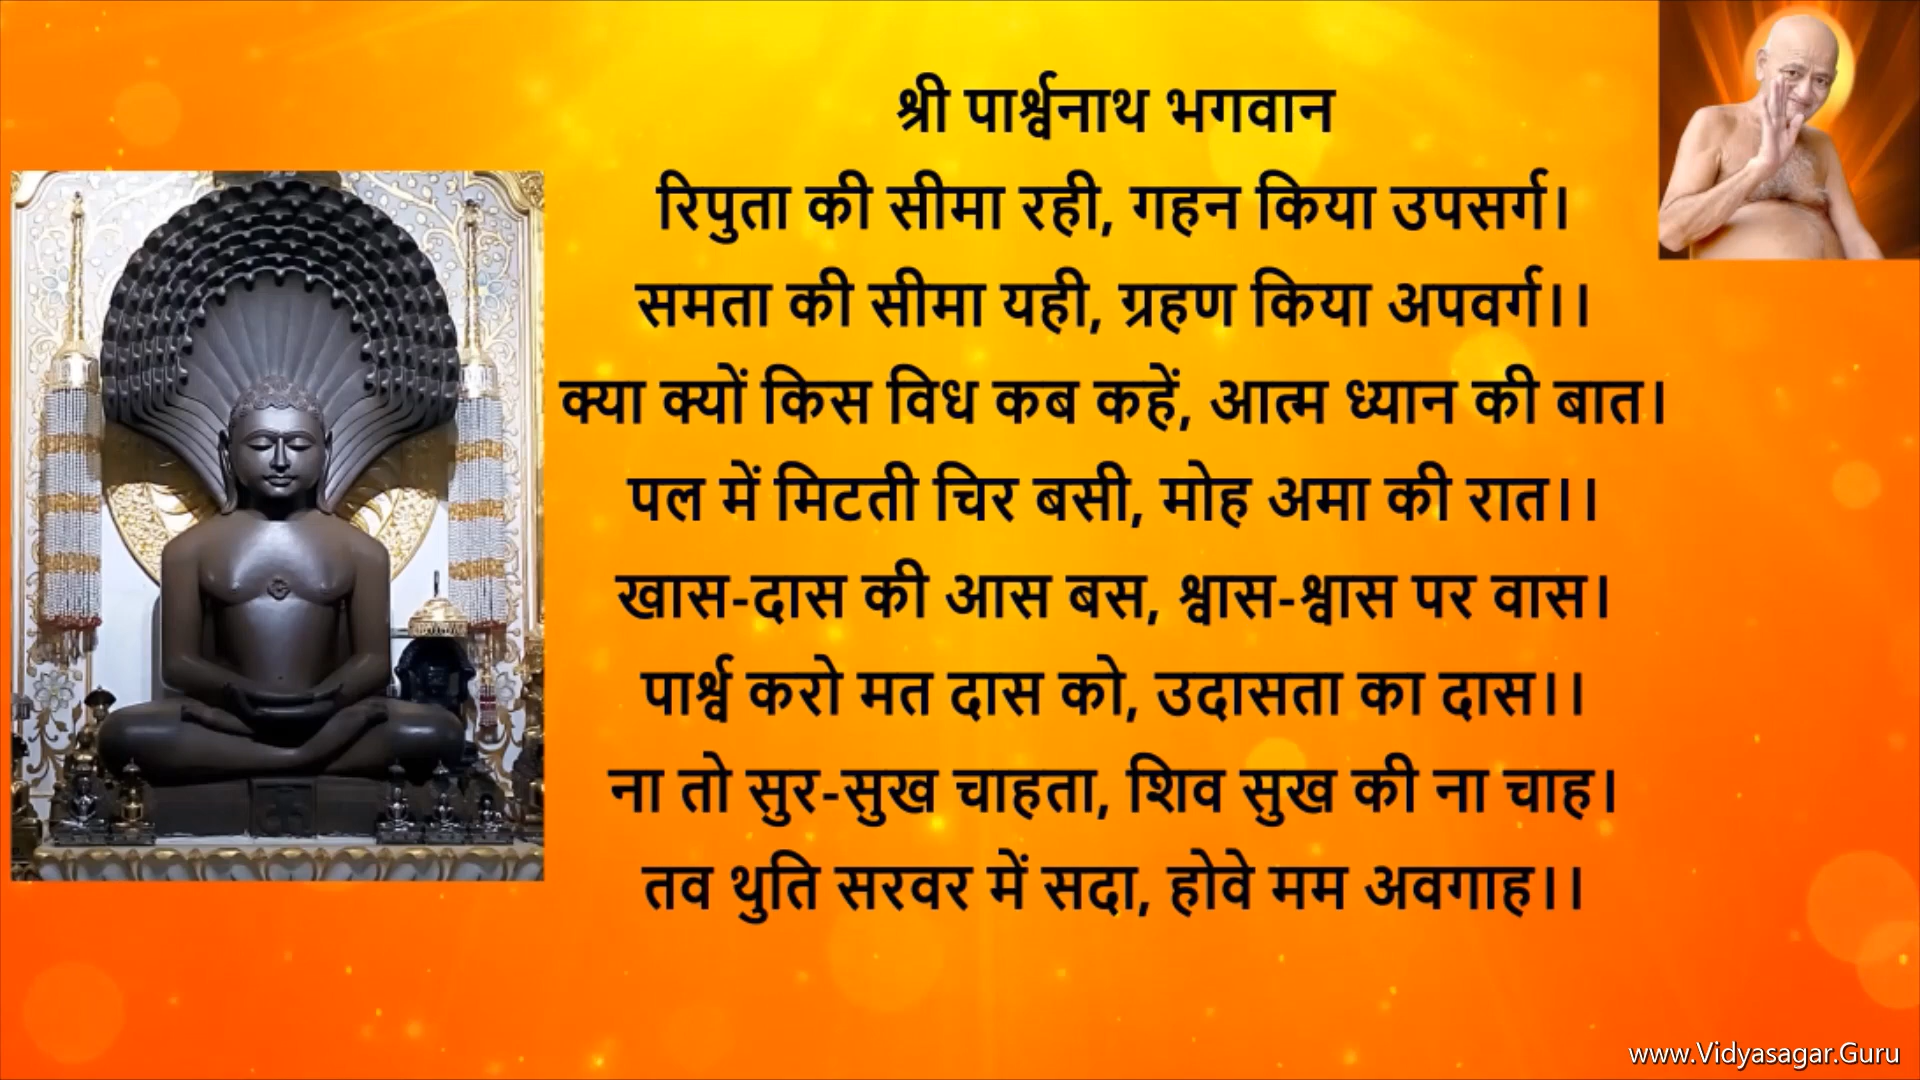 श्री पार्श्वनाथ भगवान
रिपुता की सीमा रही, गहन किया उपसर्ग।
समता की सीमा यही, ग्रहण किया अपवर्ग।।
क्या क्यों किस विध कब कहें, आत्म ध्यान की बात।
पल में मिटती चिर बसी, मोह अमा की रात।।
खास-दास की आस बस, श्वास-श्वास पर वास।
पार्श्व करो मत दास को, उदासता का दास।।
ना तो सुर-सुख चाहता, शिव सुख की ना चाह।
तव थुति सरवर में सदा, होवे मम अवगाह।।
www.Vidyasagar.Guru